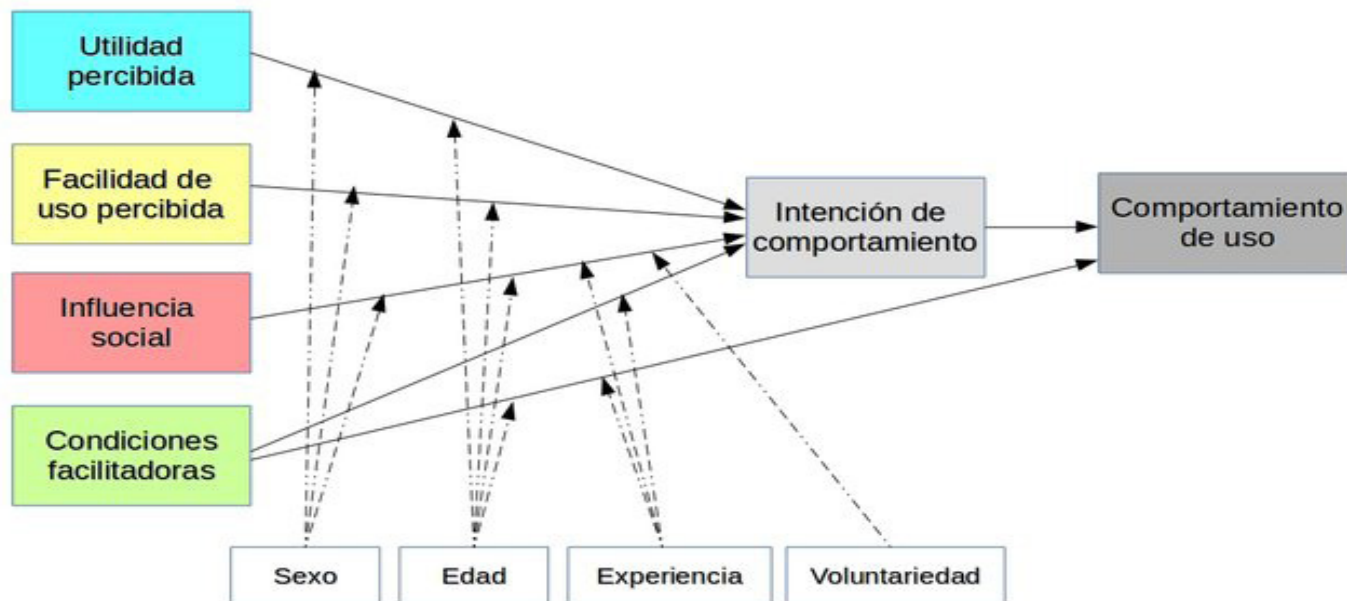 Utilidad
percibida
Facilidad de
uso percibida
Influencia
social
Condiciones
facilitadoras
Intención de
comportamiento
Comportamiento
de uso
Sexo
Edad
Experiencia
Voluntariedad